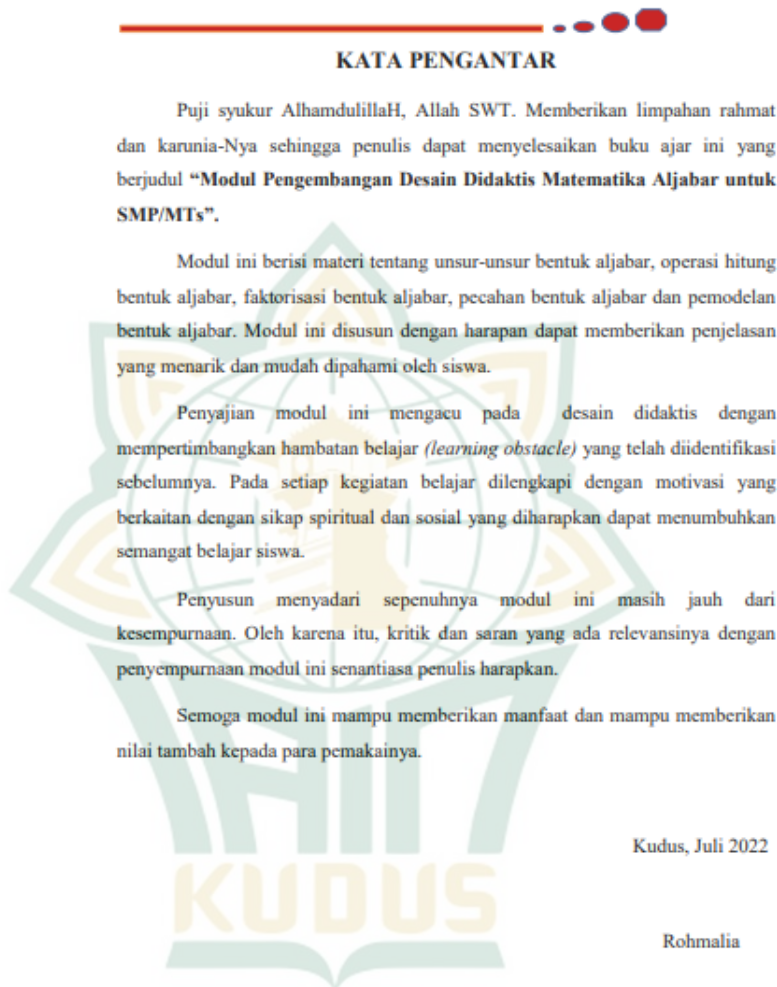 KATA PENGANTAR
Puji syukur AlhamdulillaH, Allah SWT. Memberikan limpahan rahmat
dan karunia-Nya sehingga penulis dapat menyelesaikan buku ajar ini yang
berjudul “Modul Pengembangan Desain Didaktis Matematika Aljabar untuk
SMP/MTs”.
Modul ini berisi materi tentang unsur-unsur bentuk aljabar, operasi hitung
bentuk aljabar, faktorisasi bentuk aljabar, pecahan bentuk aljabar dan pemodelan
bentuk aljabar. Modul ini disusun dengan harapan dapat memberikan penjelasan
yang menarik dan mudah dipahami oleh siswa.
Penyajian modul ini mengacu pada desain didaktis dengan
mempertimbangkan hambatan belajar (learning obstacle) yang telah diidentifikasi
sebelumnya. Pada setiap kegiatan belajar dilengkapi dengan motivasi yang
berkaitan dengan sikap spiritual dan sosial yang diharapkan dapat menumbuhkan
semangat belajar siswa.
Penyusun menyadari sepenuhnya modul ini masih jauh dari
kesempurnaan. Oleh karena itu, kritik dan saran yang ada relevansinya dengan
penyempurnaan modul ini senantiasa penulis harapkan.
Semoga modul ini mampu memberikan manfaat dan mampu memberikan
nilai tambah kepada para pemakainya.
Kudus, Juli 2022
Rohmalia
IAIN
KUDUS